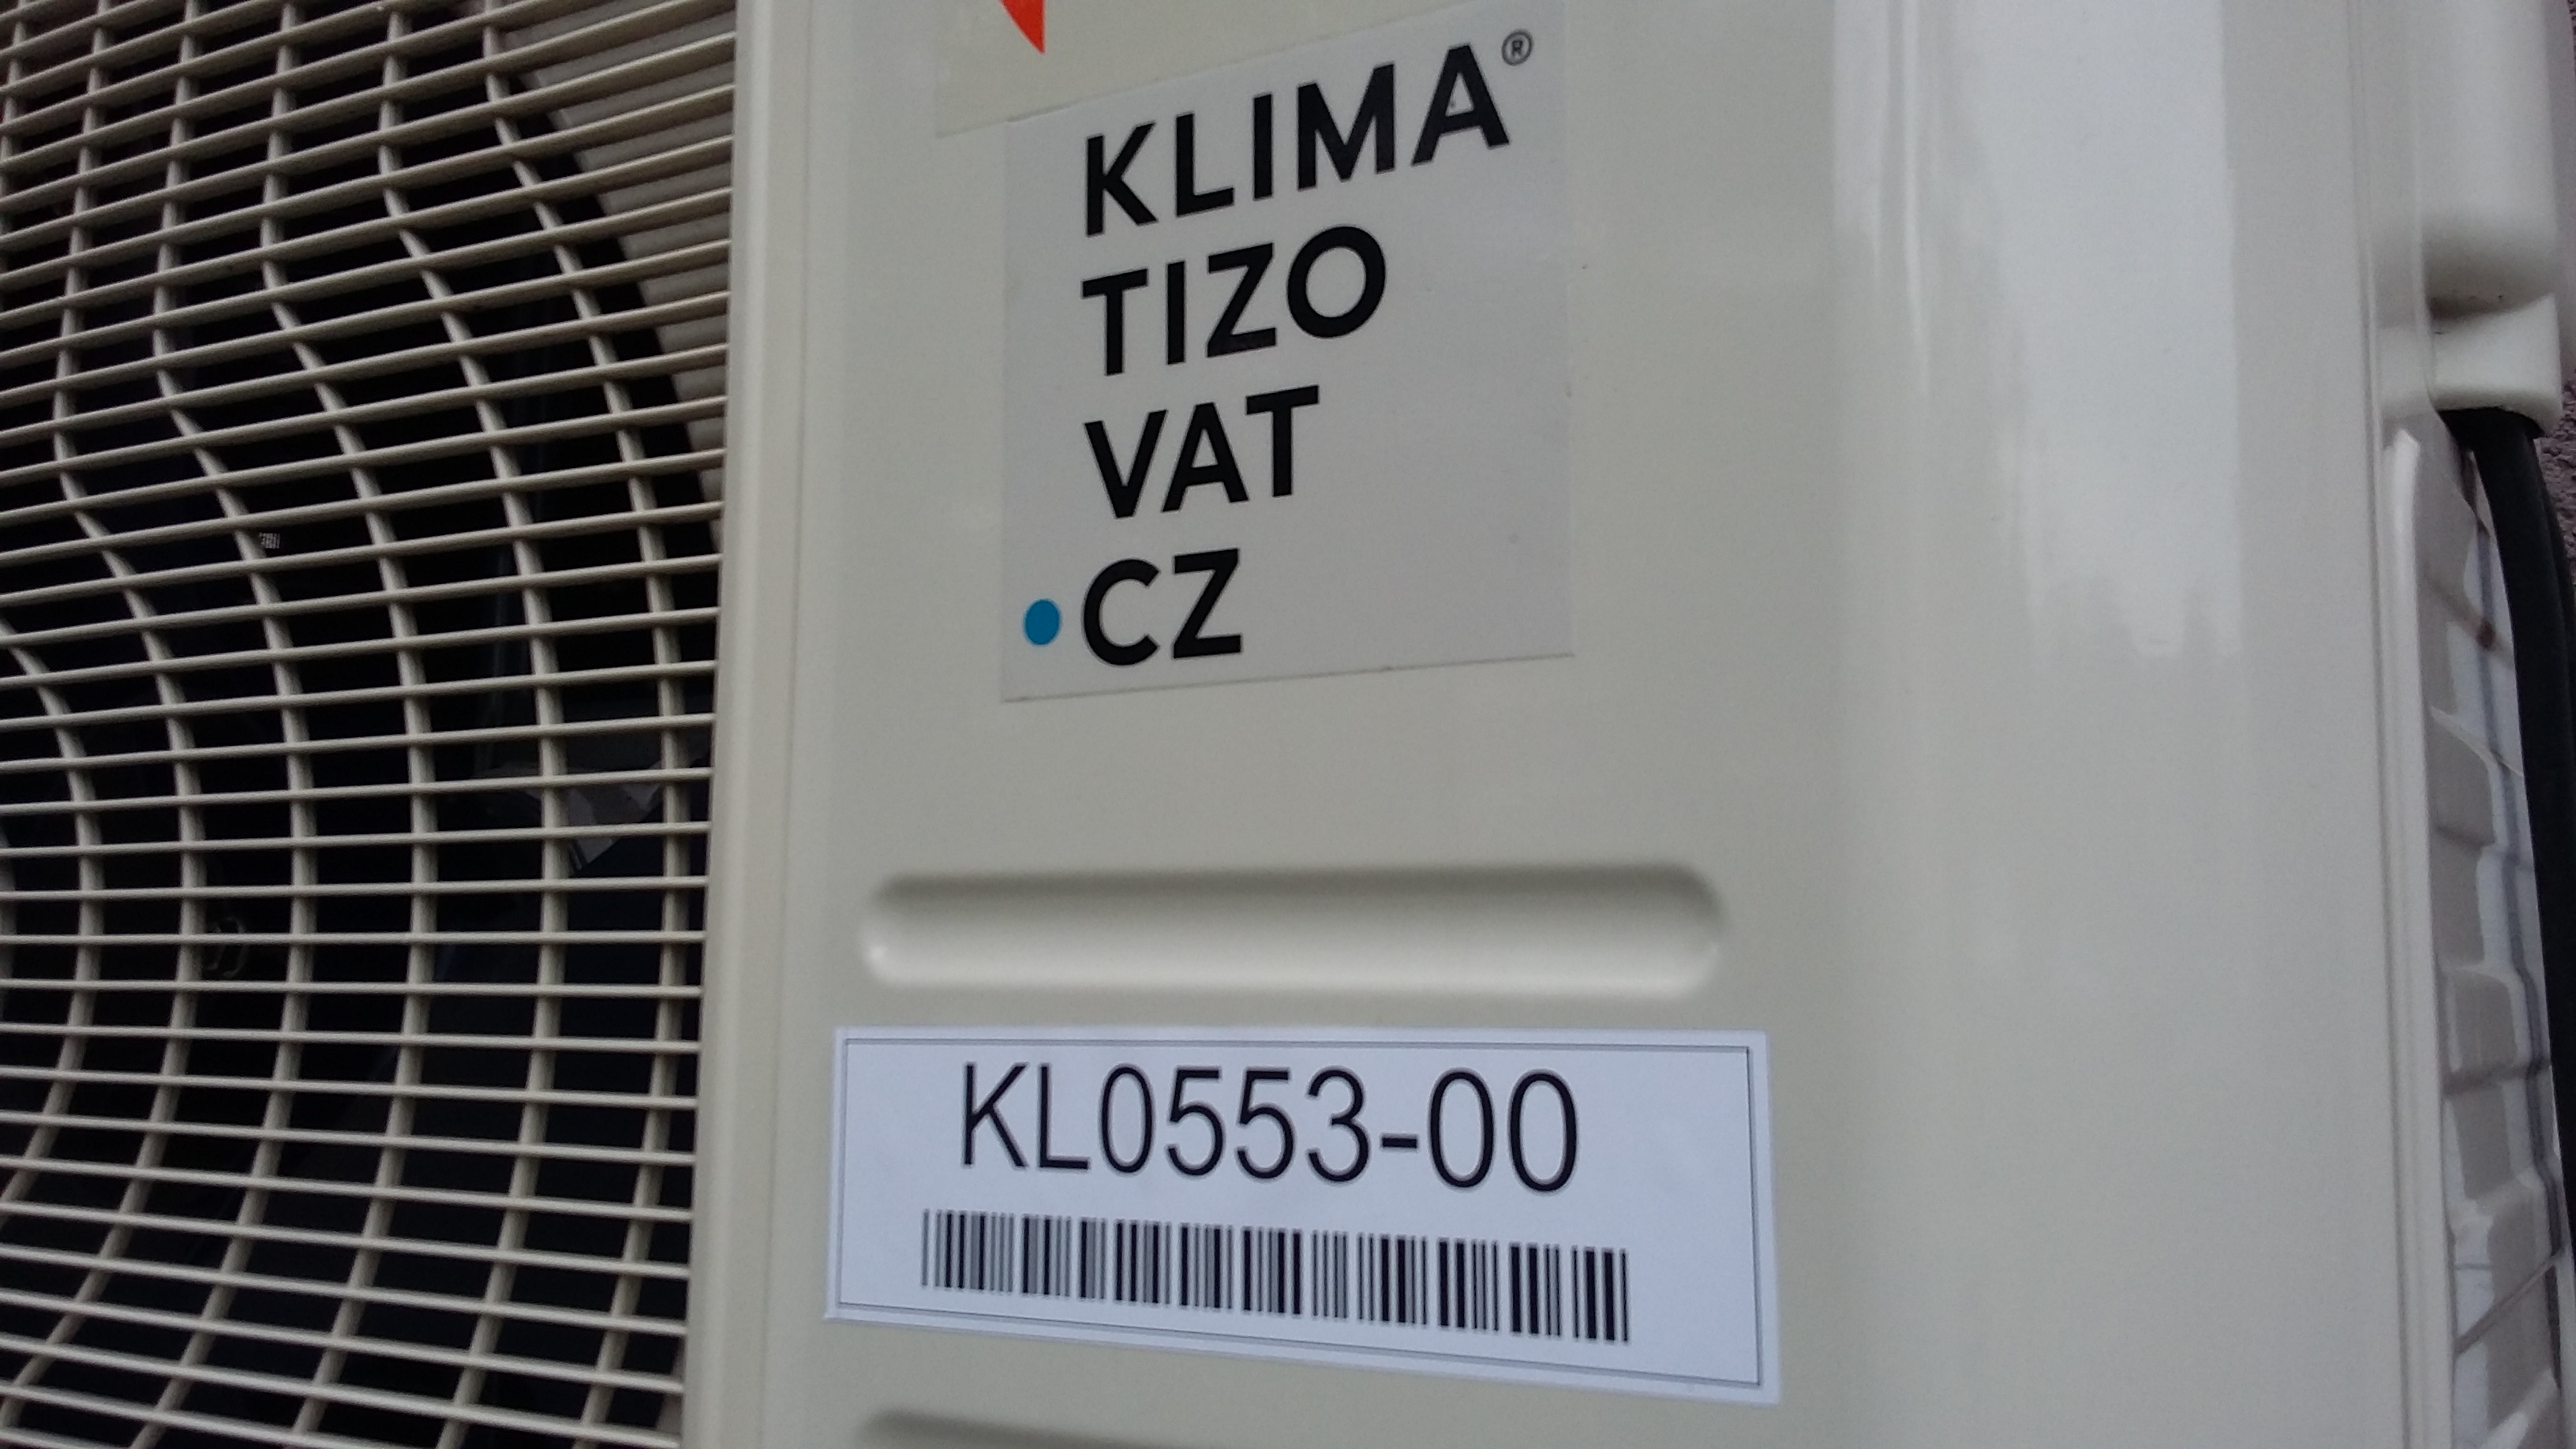 KLIMA®
TIZO
VAT
CZ
KL0553-00